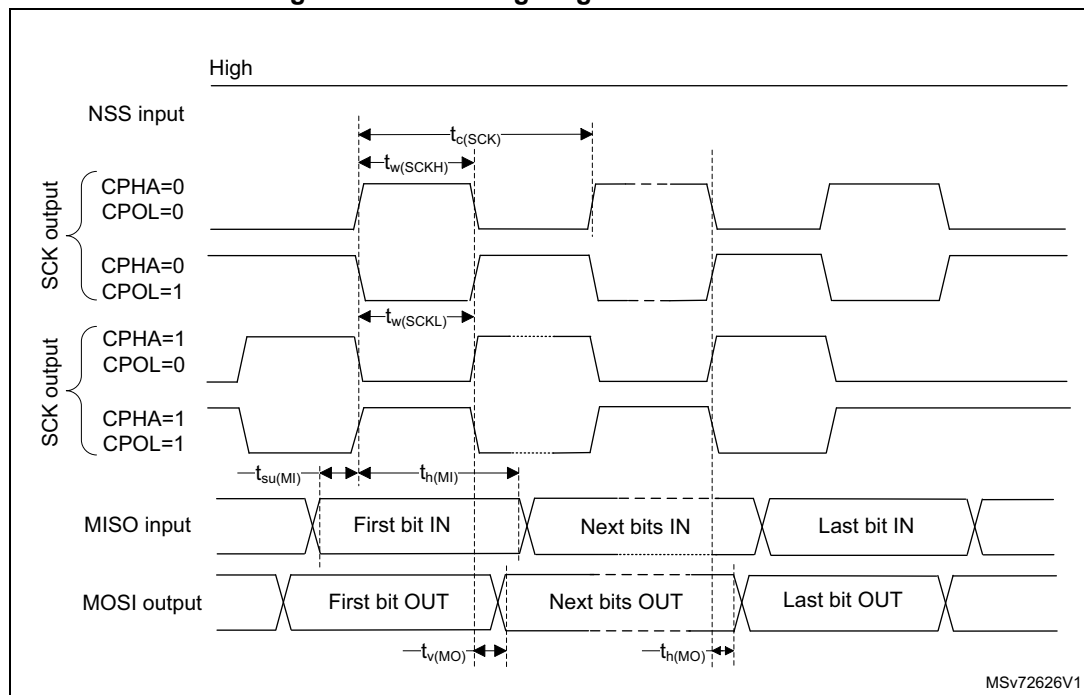 High
NSS input
tc(SCK)
tw(SCKH)
SCK output
CPHA=0
CPOL=0
CPHA=0
CPOL=1
tw(SCKL)
SCK output
CPHA=1
CPOL=0
CPHA=1
CPOL=1
tsu(MI)
th(MI)
MISO input
First bit IN
Next bits IN
Last bit IN
MOSI output
First bit OUT
Next bits OUT
Last bit OUT
tv(MO)
th(MO)
MSv72626V1